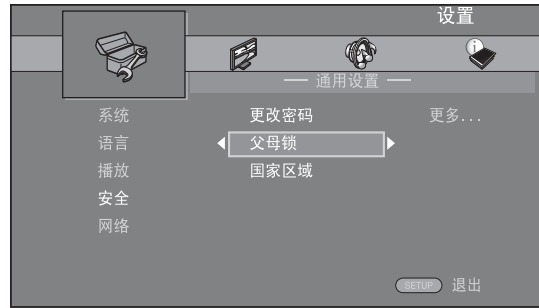 设置
— 通用设置 —
系统 更改密码 更多...
语言 父母锁
播放 国家区域
安全
网络
SETUP 退出